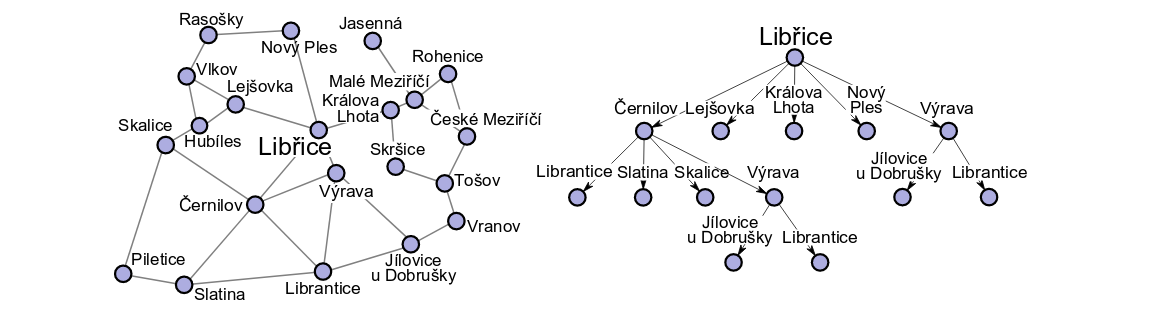 Rasošky
Nový Ples
Jasenná
Rohenice
Vlkov
Lejšovka
Malé Meziříčí
Králova
Lhota
České Meziříčí
Skalice
Hubíles
Libřice
Skršice
Výrava
Tošov
Černilov
Vranov
Piletice
Slatina
Librantice
Jílovice
u Dobrušky
Libřice
Černilov
Lejšovka
Králova
Lhota
Nový
Ples
Výrava
Librantice
Slatina
Skalice
Výrava
Jílovice
u Dobrušky
Librantice
Jílovice
u Dobrušky
Librantice